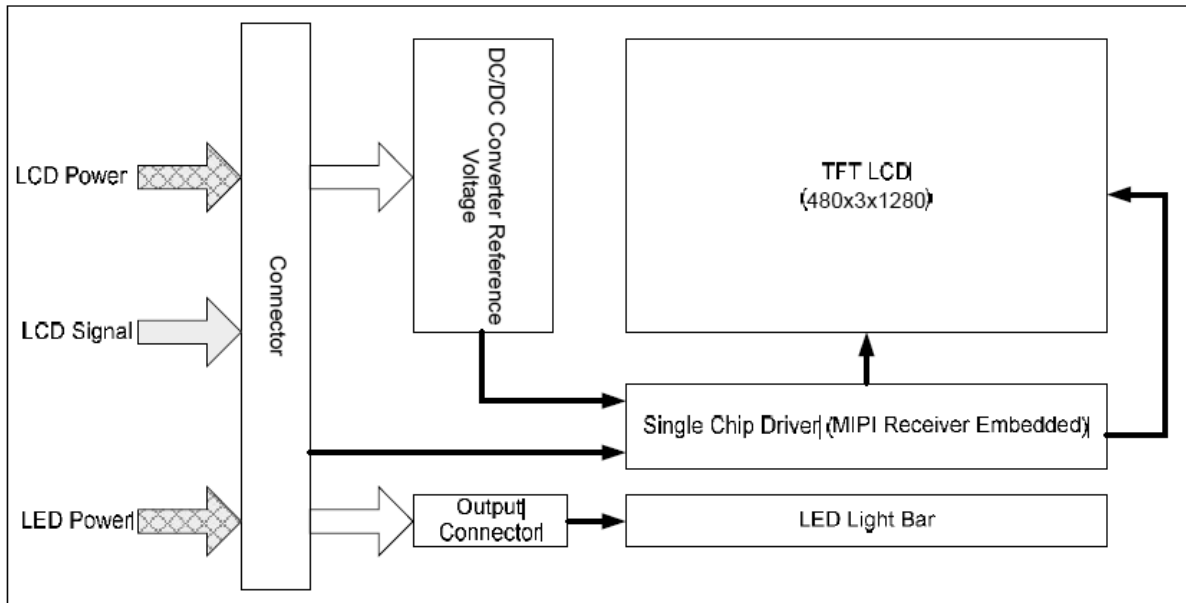 LCD Power
LCD Signal
LED Power
Connector
DC/DC Converter Reference
Voltage
TFT LCD
(480x3x1280)
Single Chip Driver (MIPI Receiver Embedded)
Output
Connector
LED Light Bar